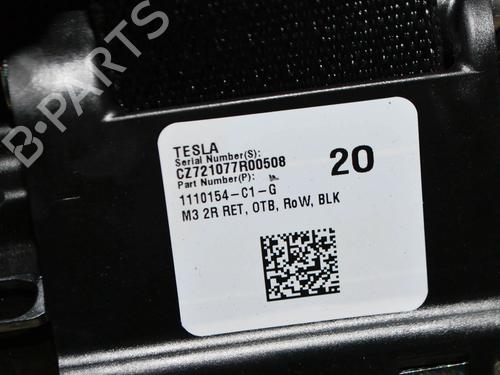 B-PARTS
TESLA
Serial Number(S):
CZ721077R00508
20
Part Number(P):
1110154-C1-G
M3 2R RET, OTB, RoW, BLK